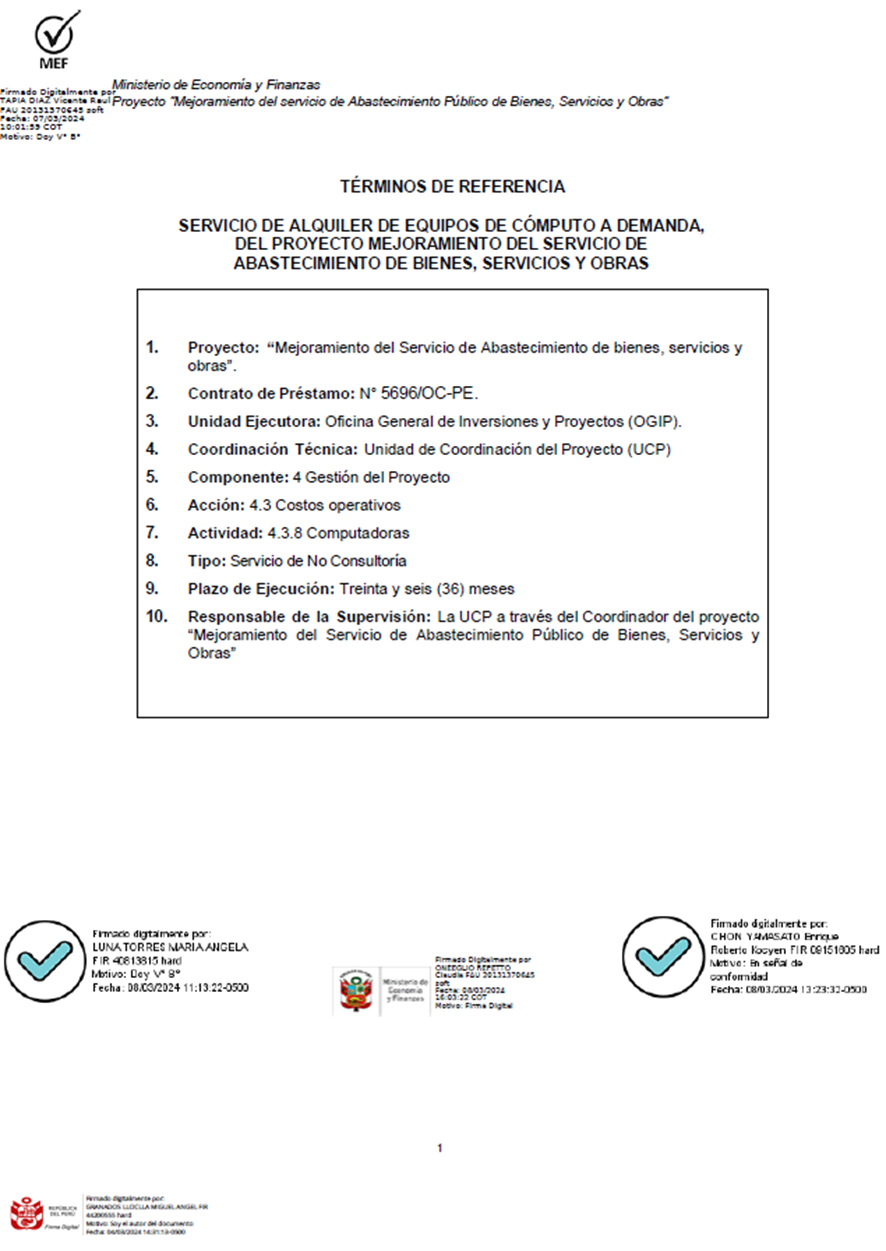 MEF
Firmado Digitalmente por
TAPIA DIAZ Vicente Raul
FAU 20131370645 soft
Fecha: 07/03/2024
10:01:59 COT
Motivo: Doy V° B°
Ministerio de Economía y Finanzas
Proyecto "Mejoramiento del servicio de Abastecimiento Público de Bienes, Servicios y Obras"
TÉRMINOS DE REFERENCIA
SERVICIO DE ALQUILER DE EQUIPOS DE CÓMPUTO A DEMANDA,
DEL PROYECTO MEJORAMIENTO DEL SERVICIO DE
ABASTECIMIENTO DE BIENES, SERVICIOS Y OBRAS
1. Proyecto: “Mejoramiento del Servicio de Abastecimiento de bienes, servicios y
obras”.
2. Contrato de Préstamo: N° 5696/OC-PE.
3. Unidad Ejecutora: Oficina General de Inversiones y Proyectos (OGIP).
4. Coordinación Técnica: Unidad de Coordinación del Proyecto (UCP)
5. Componente: 4 Gestión del Proyecto
6. Acción: 4.3 Costos operativos
7. Actividad: 4.3.8 Computadoras
8. Tipo: Servicio de No Consultoría
9. Plazo de Ejecución: Treinta y seis (36) meses
10. Responsable de la Supervisión: La UCP a través del Coordinador del proyecto
“Mejoramiento del Servicio de Abastecimiento Público de Bienes, Servicios y
Obras”
Firmado digitalmente por:
LUNA TORRES MARIA ANGELA
FIR 40813815 hard
Motivo: Doy V° B°
Fecha: 08/03/2024 11:13:22-0500
Ministerio de
Economía
y Finanzas
Firmado Digitalmente por
ONEEGLIO REPETTO
Claudia FAU 20131370645
soft
Fecha: 08/03/2024
16:03:22 COT
Motivo: Firma Digital
Firmado digitalmente por:
CHON YAMASATO Enrique
Roberto Kooyen FIR 09151605 hard
Motivo: En señal de
conformidad
Fecha: 08/03/2024 13:23:32-0500
1
REPÚBLICA
DEL PERÚ
Firma Digital
Firmado digitalmente por:
GRANADOS LLOCLLA MIGUEL ANGEL FIR
hard
Motivo: Soy el autor del documento
Fecha: 06/03/2024 14:31:13-0500